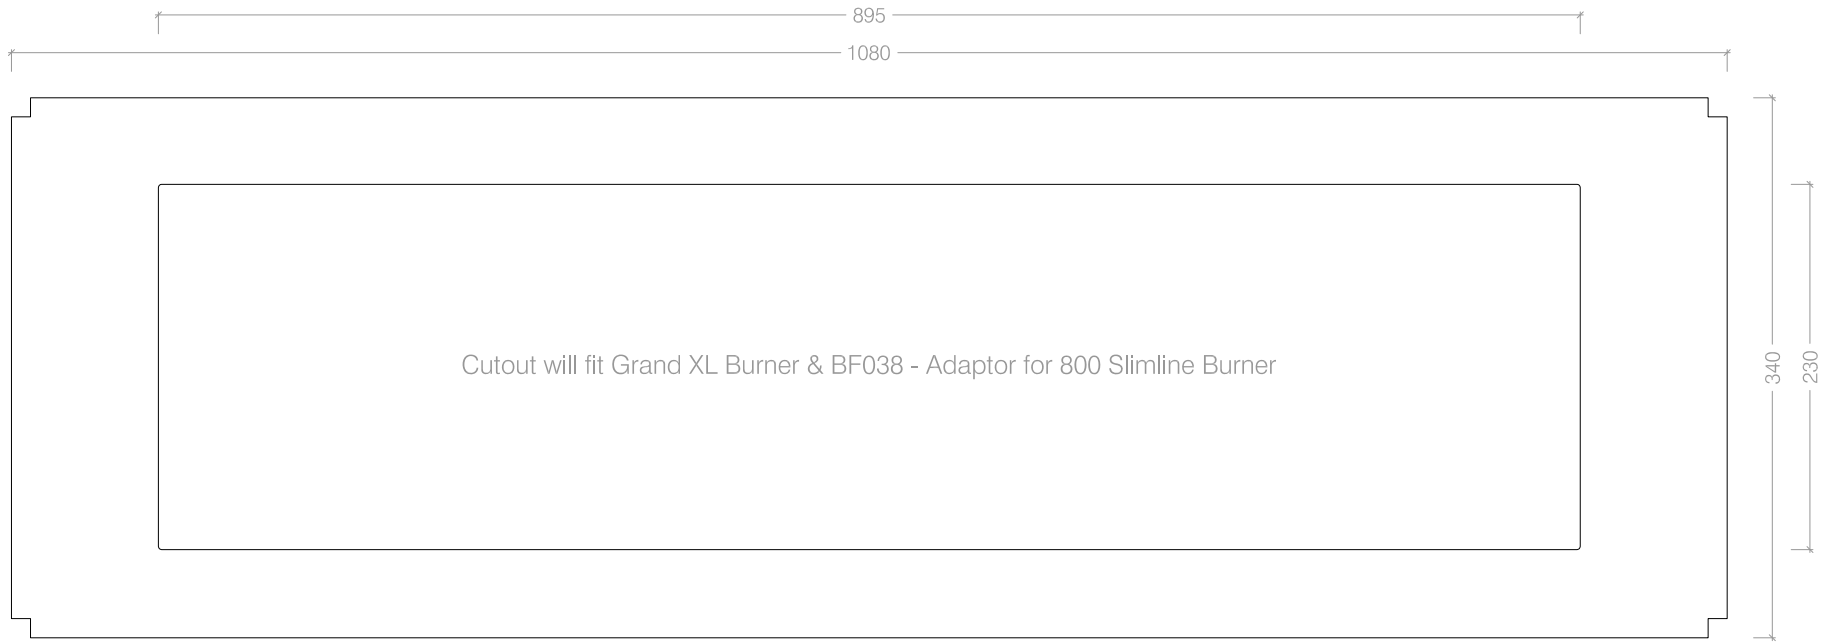 895
1080
Cutout will fit Grand XL Burner & BF038 - Adaptor for 800 Slimline Burner
340
230